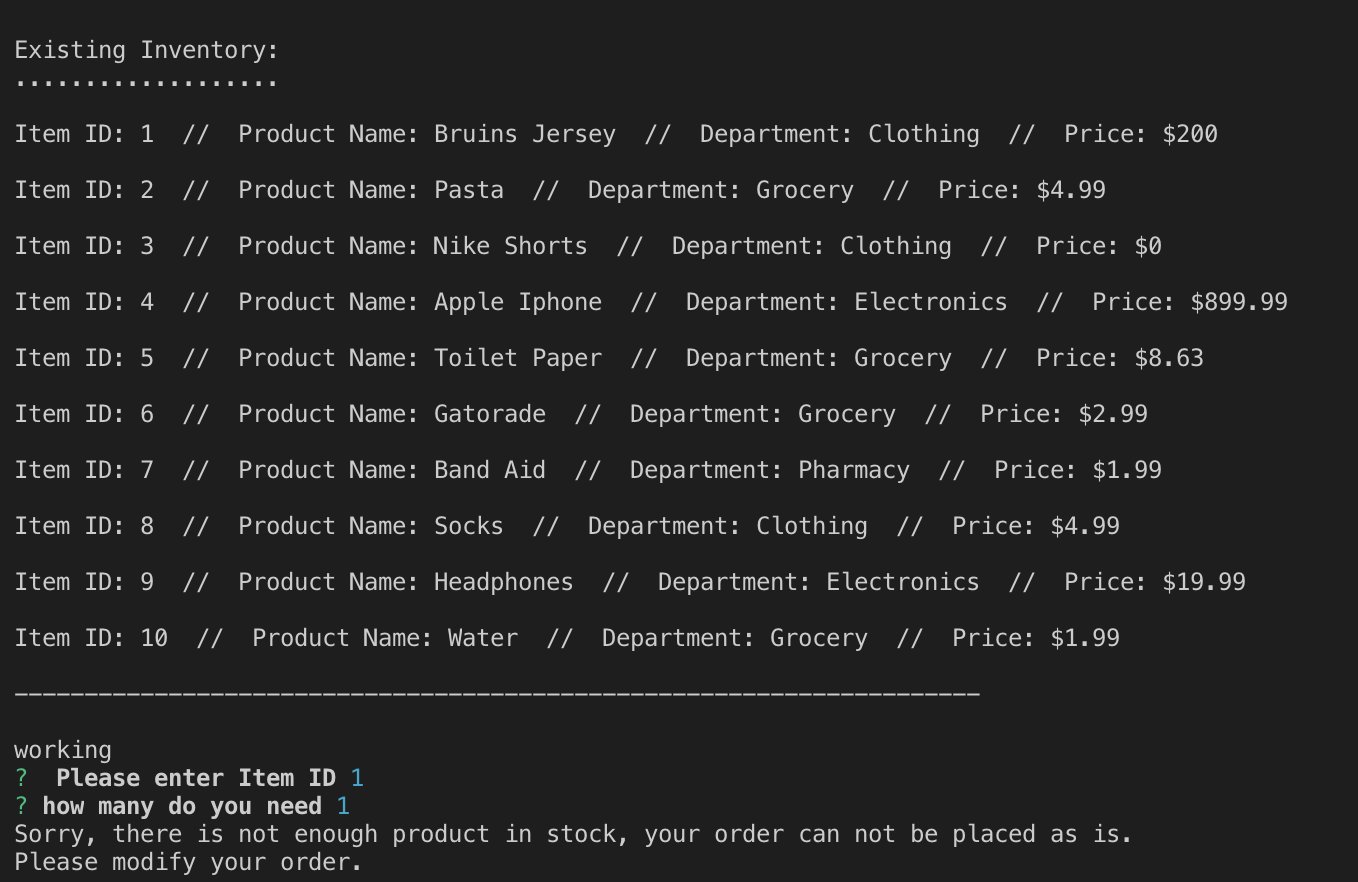 Existing Inventory:
...................
Item ID: 1  //  Product Name: Bruins Jersey  //  Department: Clothing  //  Price: $200
Item ID: 2  //  Product Name: Pasta  //  Department: Grocery  //  Price: $4.99
Item ID: 3  //  Product Name: Nike Shorts  //  Department: Clothing  //  Price: $0
Item ID: 4  //  Product Name: Apple Iphone  //  Department: Electronics  //  Price: $899.99
Item ID: 5  //  Product Name: Toilet Paper  //  Department: Grocery  //  Price: $8.63
Item ID: 6  //  Product Name: Gatorade  //  Department: Grocery  //  Price: $2.99
Item ID: 7  //  Product Name: Band Aid  //  Department: Pharmacy  //  Price: $1.99
Item ID: 8  //  Product Name: Socks  //  Department: Clothing  //  Price: $4.99
Item ID: 9  //  Product Name: Headphones  //  Department: Electronics  //  Price: $19.99
Item ID: 10  //  Product Name: Water  //  Department: Grocery  //  Price: $1.99
---------------------------------------------------------------------
working
?  Please enter Item ID 1
? how many do you need 1
Sorry, there is not enough product in stock, your order can not be placed as is.
Please modify your order.